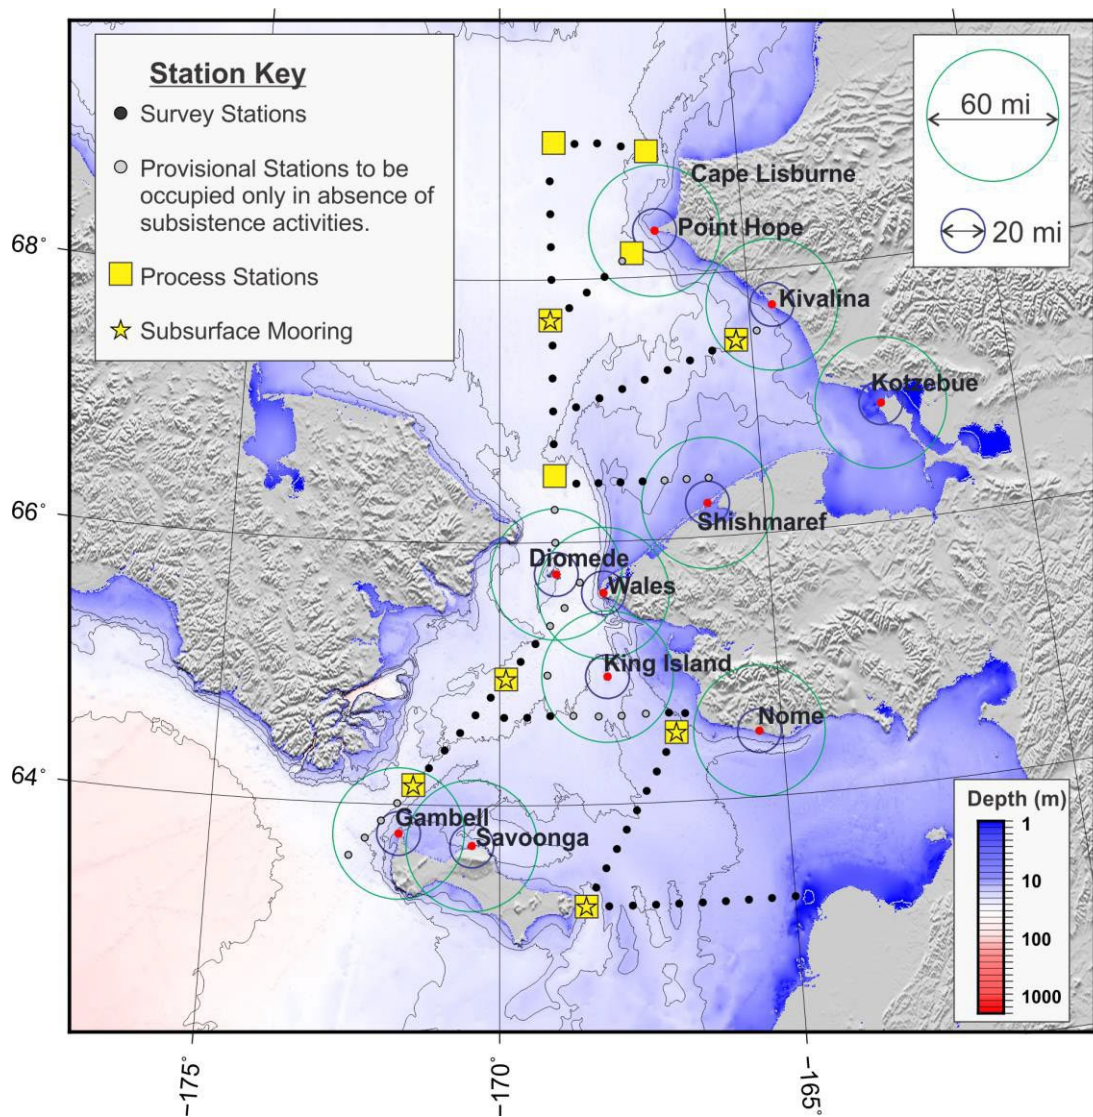 Station Key
Survey Stations
Provisional Stations to be
occupied only in absence of
subsistence activities.
Process Stations
Subsurface Mooring
60 mi
20 mi
Cape Lisburne
68°
Point Hope
Kivalina
Kotzebue
66°
Shishmaref
Diomede
Wales
King Island
Nome
64°
Gambell
Savoonga
Depth (m)
1
10
100
1000
-175°
-170°
-165°